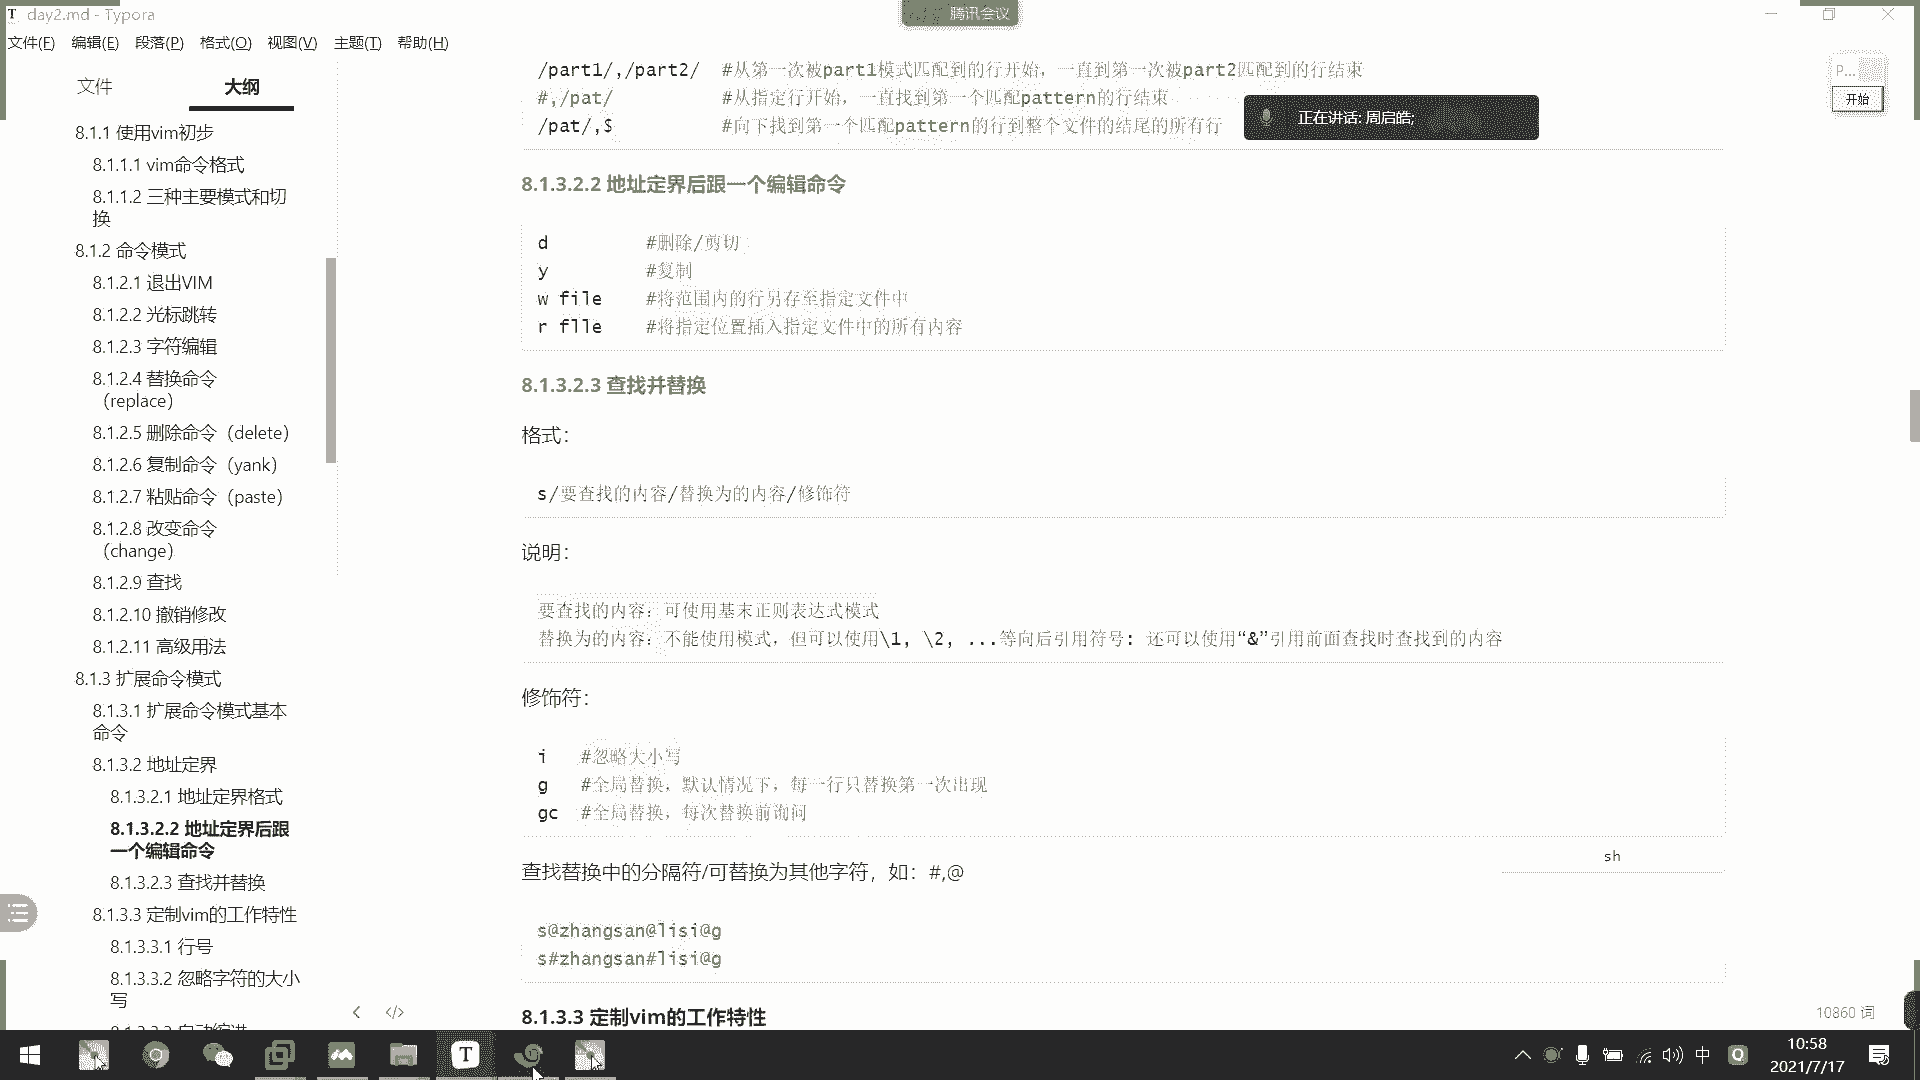 day2.md - Typora
腾讯会议
文件(F) 编辑(E) 段落(P) 格式(O) 视图(V) 主题(T) 帮助(H)
文件 大纲
8.1.1 使用vim初步
8.1.1.1 vim命令格式
8.1.1.2 三种主要模式和切
换
8.1.2 命令模式
8.1.2.1 退出VIM
8.1.2.2 光标跳转
8.1.2.3 字符编辑
8.1.2.4 替换命令
（replace）
8.1.2.5 删除命令（delete）
8.1.2.6 复制命令（yank）
8.1.2.7 粘贴命令（paste）
8.1.2.8 改变命令
（change）
8.1.2.9 查找
8.1.2.10 撤销修改
8.1.2.11 高级用法
8.1.3 扩展命令模式
8.1.3.1 扩展命令模式基本
命令
8.1.3.2 地址定界
8.1.3.2.1 地址定界格式
8.1.3.2.2 地址定界后跟
一个编辑命令
8.1.3.2.3 查找并替换
8.1.3.3 定制vim的工作特性
8.1.3.3.1 行号
8.1.3.3.2 忽略字符的大小
写
/part1/,/part2/ #从第一次被part1模式匹配到的行开始，一直到第一次被part2匹配到的行结束
#,/pat/ #从指定行开始，一直找到第一个匹配pattern的行结束
/pat/,$ #向下找到第一个匹配pattern的行到整个文件的结尾的所有行
正在讲话: 周启皓;
P...
开始
8.1.3.2.2 地址定界后跟一个编辑命令
d #删除/剪切
y #复制
w file #将范围内的行另存至指定文件中
r flle #将指定位置插入指定文件中的所有内容
8.1.3.2.3 查找并替换
格式：
s/要查找的内容/替换为的内容/修饰符
说明：
要查找的内容：可使用基末正则表达式模式
替换为的内容：不能使用模式，但可以使用\1, \2, ...等向后引用符号: 还可以使用“&”引用前面查找时查找到的内容
修饰符：
i #忽略大小写
g #全局替换，默认情况下，每一行只替换第一次出现
gc #全局替换，每次替换前询问
sh
查找替换中的分隔符/可替换为其他字符，如：#,@
s@zhangsan@lisi@g
s#zhangsan#lisi@g
8.1.3.3 定制vim的工作特性
10860 词
中
10:58
2021/7/17